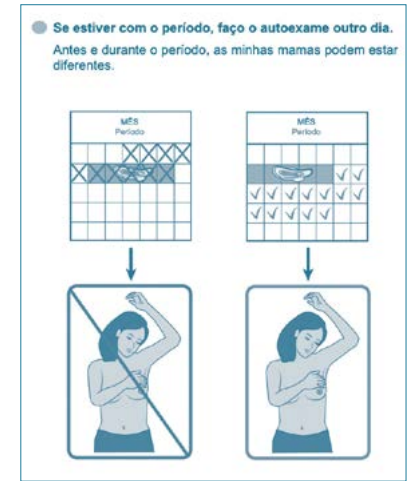 Se estiver com o período, faço o autoexame outro dia.
Antes e durante o período, as minhas mamas podem estar
diferentes.
MÊS
Período
MÊS
Período